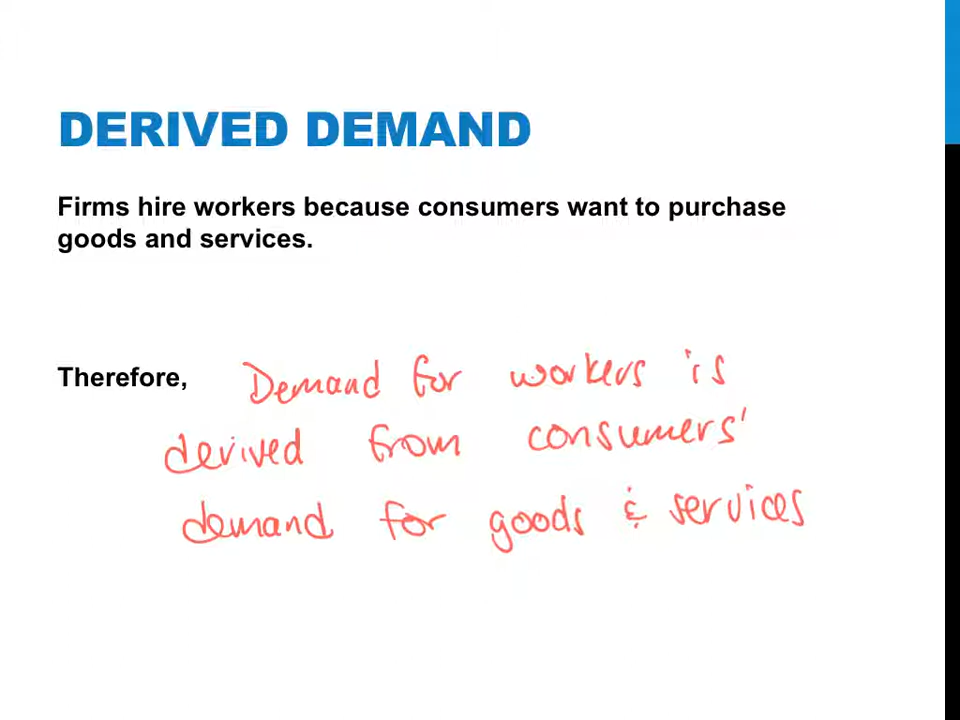 DERIVED DEMAND
Firms hire workers because consumers want to purchase
goods and services.
Therefore, Demand for workers is
derived from consumers'
demand for goods & services